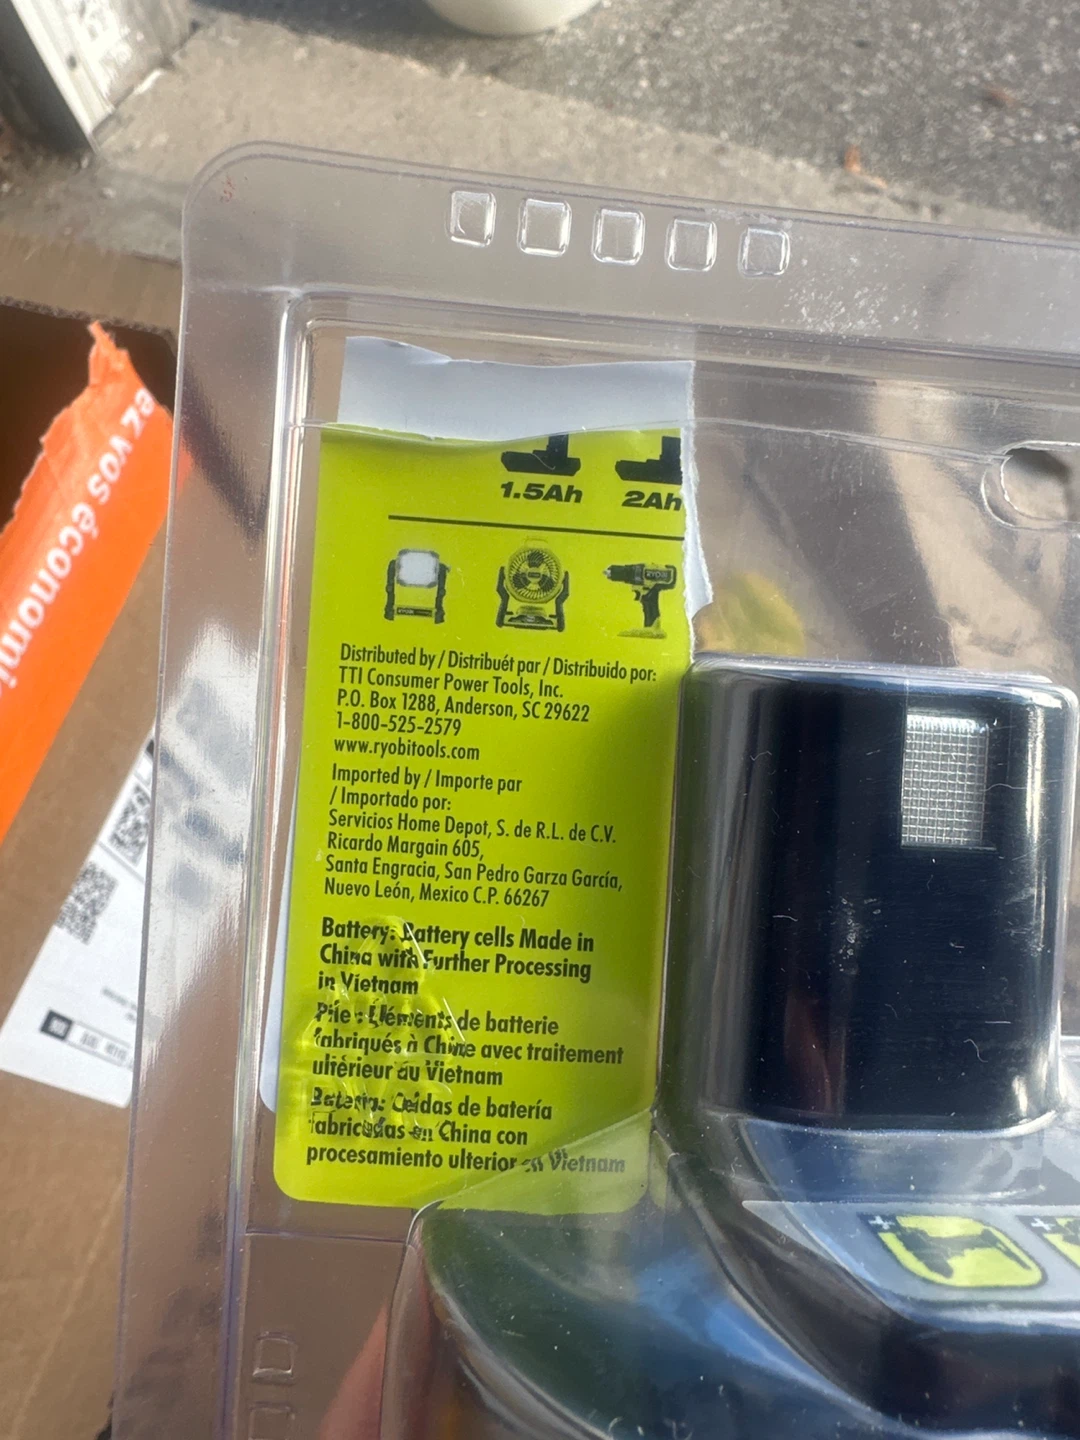 1.5Ah 2Ah
RYOBI
Distributed by / Distribuét par / Distribuido por:
TTI Consumer Power Tools, Inc.
P.O. Box 1288, Anderson, SC 29622
1-800-525-2579
www.ryobitools.com
Imported by / Importe par
/ Importado por:
Servicios Home Depot, S. de R.L. de C.V.
Ricardo Margain 605,
Santa Engracia, San Pedro Garza García,
Nuevo León, Mexico C.P. 66267
Battery: Battery cells Made in
China with Further Processing
in Vietnam
Pile : Éléments de batterie
fabriqués à Chine avec traitement
ultérieur au Vietnam
Batería: Celdas de batería
fabricadas en China con
procesamiento ulterior en Vietnam
ez vos économi